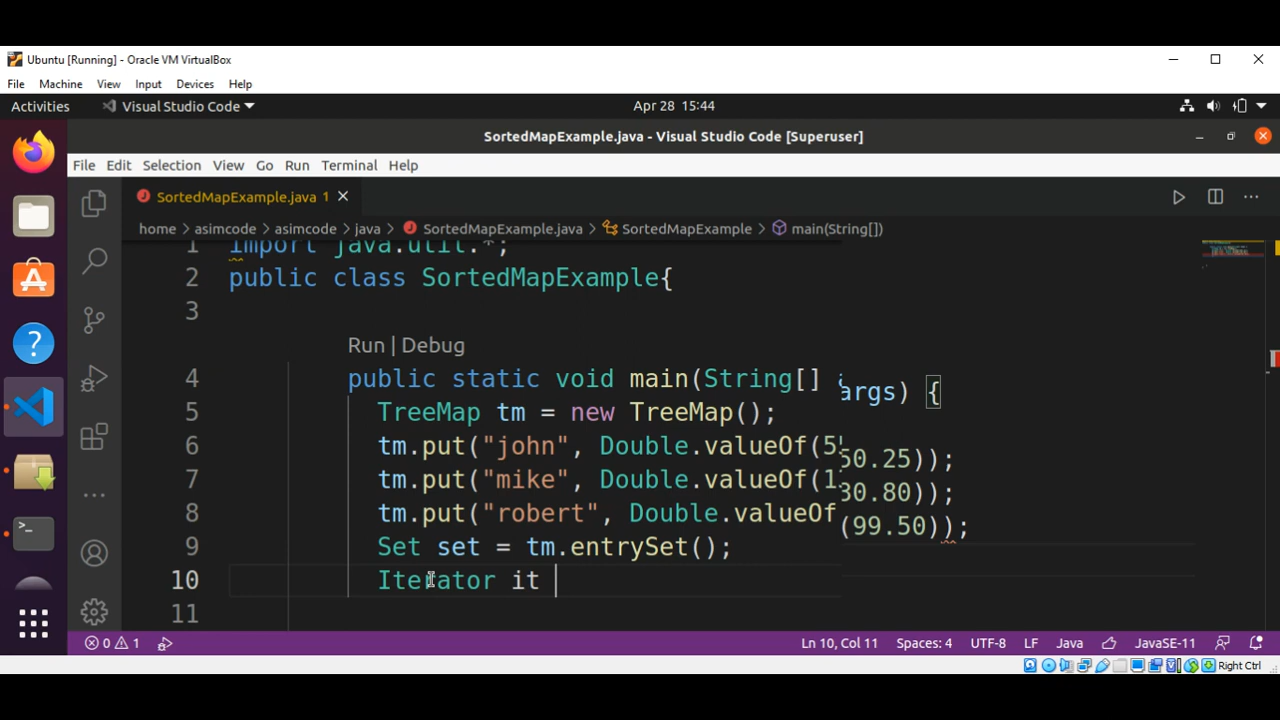 Ubuntu [Running] - Oracle VM VirtualBox
File Machine View Input Devices Help
Activities Visual Studio Code Apr 28 15:44
SortedMapExample.java - Visual Studio Code [Superuser]
File Edit Selection View Go Run Terminal Help
SortedMapExample.java 1
home > asimcode > asimcode > java > SortedMapExample.java > SortedMapExample > main(String[])
1 import java.util.*;
2 public class SortedMapExample{
3
Run | Debug
4 public static void main(String[] args) {
5 TreeMap tm = new TreeMap();
6 tm.put("john", Double.valueOf(550.25));
7 tm.put("mike", Double.valueOf(130.80));
8 tm.put("robert", Double.valueOf(99.50));
9 Set set = tm.entrySet();
10 Iterator it
11
0 1 Ln 10, Col 11 Spaces: 4 UTF-8 LF Java JavaSE-11
Right Ctrl